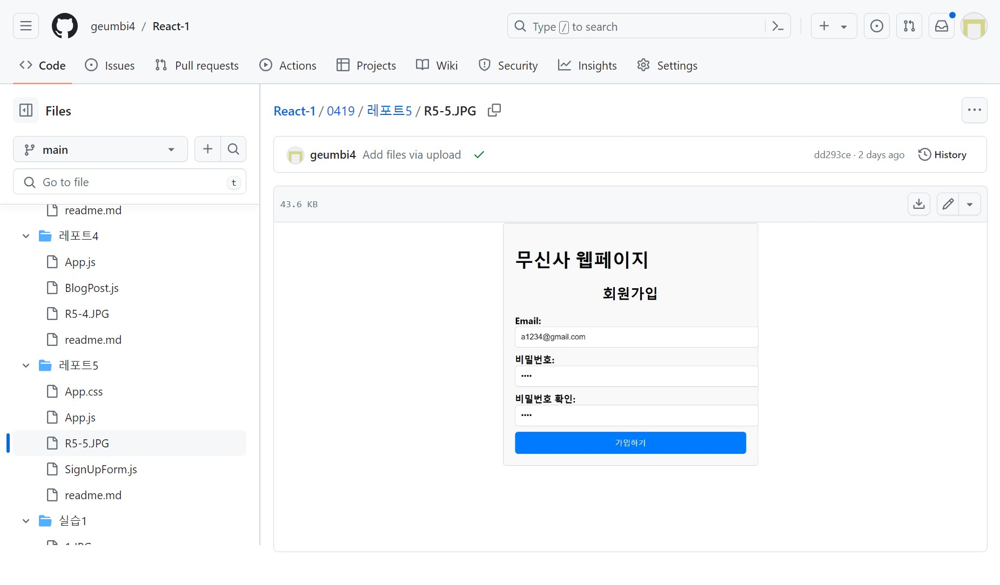 geumbi4 / React-1
Type / to search
Code Issues Pull requests Actions Projects Wiki Security Insights Settings
Files
main
Go to file t
readme.md
레포트4
App.js
BlogPost.js
R5-4.JPG
readme.md
레포트5
App.css
App.js
R5-5.JPG
SignUpForm.js
readme.md
실습1
1.JPG
React-1 / 0419 / 레포트5 / R5-5.JPG
geumbi4 Add files via upload dd293ce · 2 days ago History
43.6 KB
무신사 웹페이지
회원가입
Email:
a1234@gmail.com
비밀번호:
••••
비밀번호 확인:
••••
가입하기